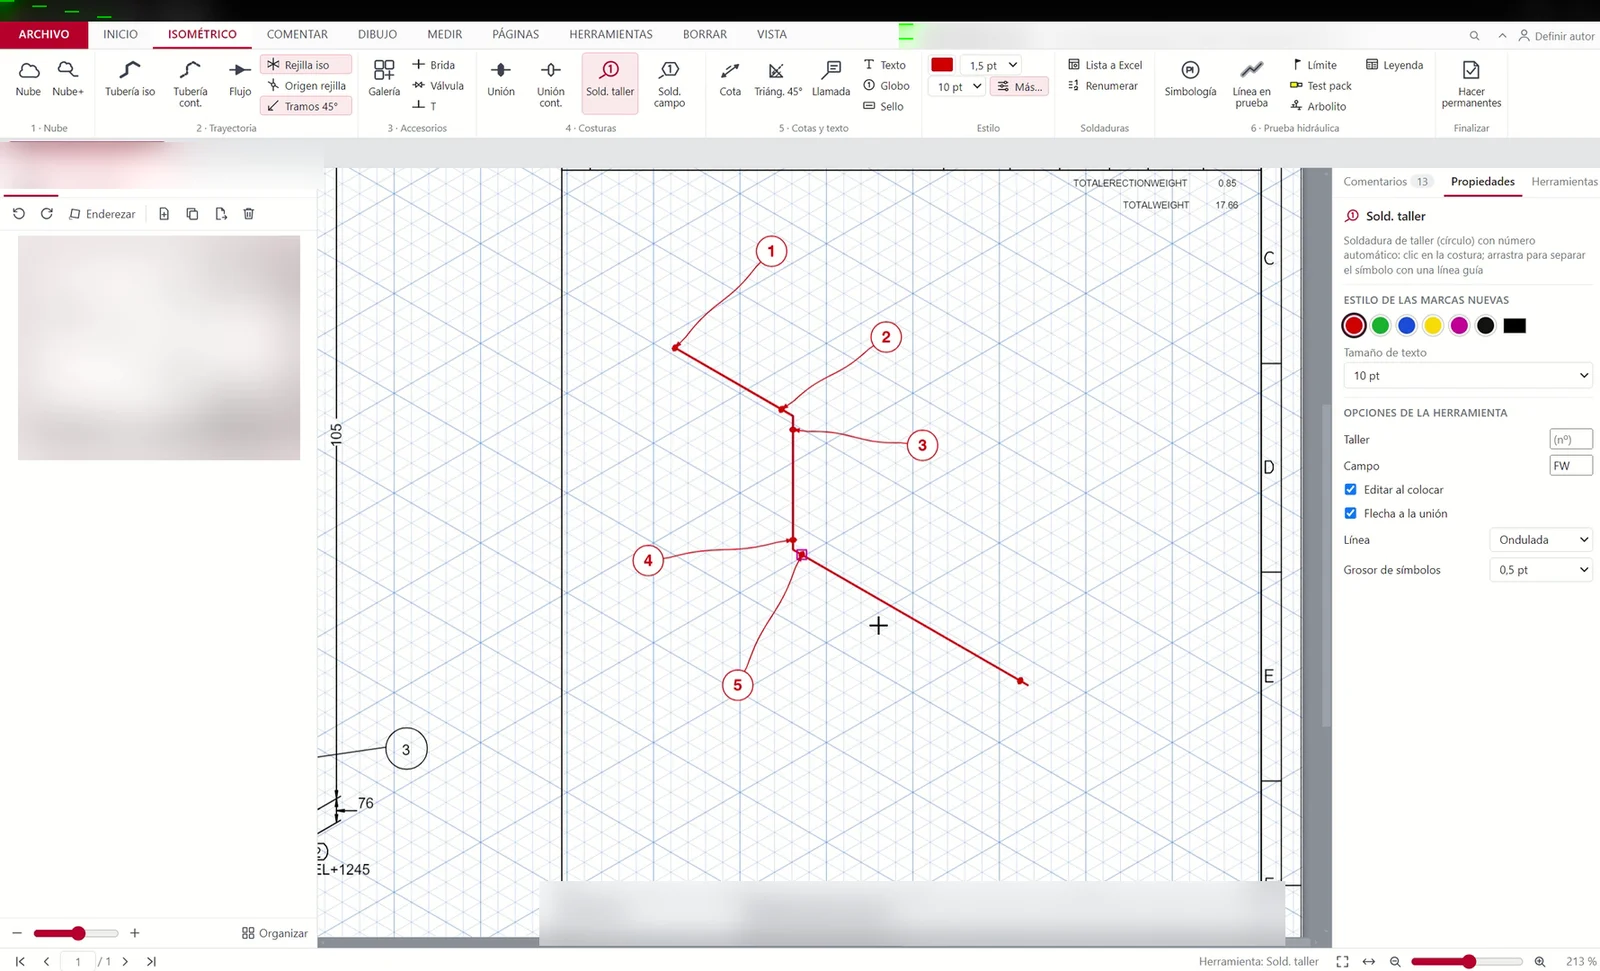 ARCHIVO INICIO ISOMÉTRICO COMENTAR DIBUJO MEDIR PÁGINAS HERRAMIENTAS BORRAR VISTA Definir autor
Nube Nube+ Tubería iso Tubería cont. Flujo Rejilla iso Origen rejilla Tramos 45° Galería Brida Válvula T Unión Unión cont. Sold. taller Sold. campo Cota Triáng. 45° Llamada Texto Globo Sello 1,5 pt 10 pt Más... Lista a Excel Renumerar Simbología Línea en prueba Límite Test pack Arbolito Leyenda Hacer permanentes
1 · Nube 2 · Trayectoria 3 · Accesorios 4 · Costuras 5 · Cotas y texto Estilo Soldaduras 6 · Prueba hidráulica Finalizar
Enderezar
TOTALERECTIONWEIGHT 0.85
TOTALWEIGHT 17.66
C
1
2
105
3
D
4
5
E
3
76
EL+1245
Comentarios 13 Propiedades Herramientas
Sold. taller
Soldadura de taller (círculo) con número
automático: clic en la costura; arrastra para separar
el símbolo con una línea guía
ESTILO DE LAS MARCAS NUEVAS
Tamaño de texto
10 pt
OPCIONES DE LA HERRAMIENTA
Taller (nº)
Campo FW
Editar al colocar
Flecha a la unión
Línea Ondulada
Grosor de símbolos 0,5 pt
Organizar
1 / 1
Herramienta: Sold. taller 213 %